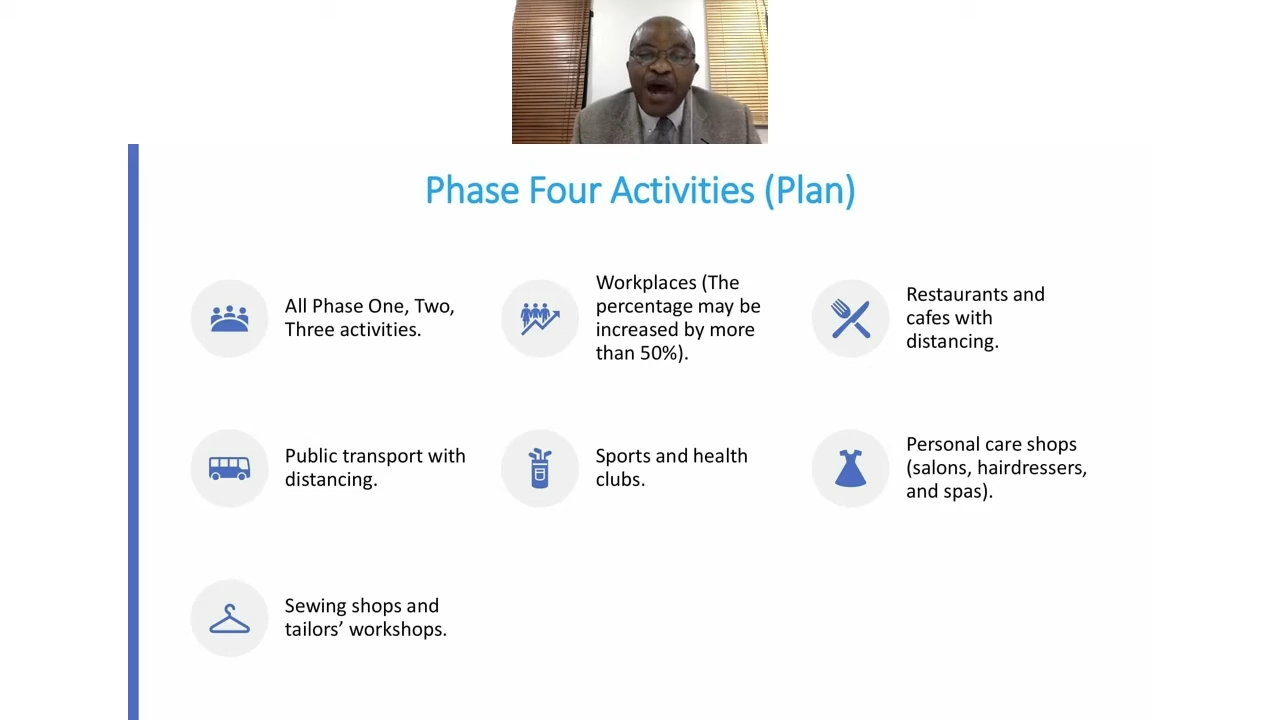 Phase Four Activities (Plan)
All Phase One, Two,
Three activities.
Workplaces (The
percentage may be
increased by more
than 50%).
Restaurants and
cafes with
distancing.
Public transport with
distancing.
Sports and health
clubs.
Personal care shops
(salons, hairdressers,
and spas).
Sewing shops and
tailors’ workshops.